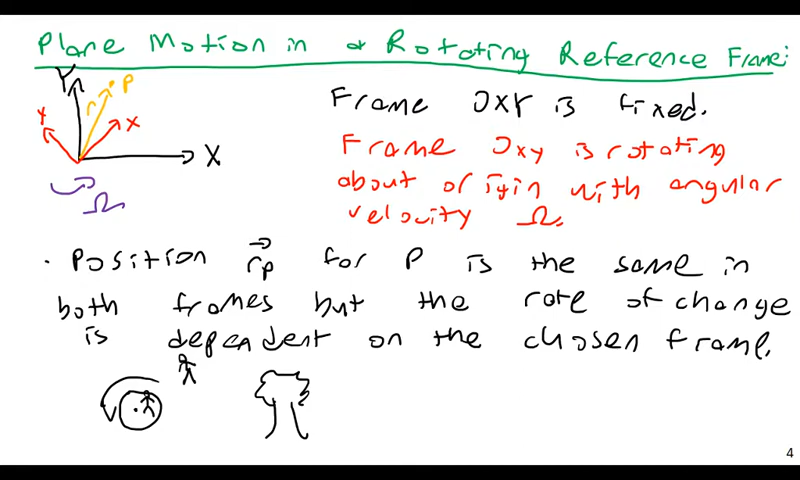 Plane Motion in a Rotating Reference Frame:
Y
P
r
y
x
X
Ω
Frame OXY is fixed.
Frame Oxy is rotating
about origin with angular
velocity Ω.
• Position r⃗p for P is the same in
both frames but the rate of change
is dependent on the chosen frame.
4